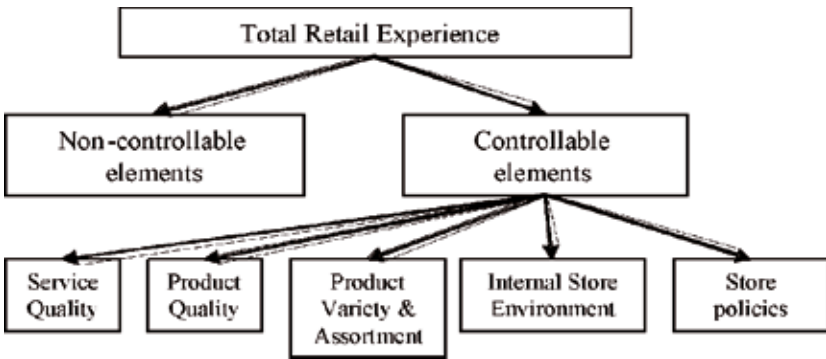 Total Retail Experience
Non-controllable
elements
Controllable
elements
Service
Quality
Product
Quality
Product
Variety &
Assortment
Internal Store
Environment
Store
policies